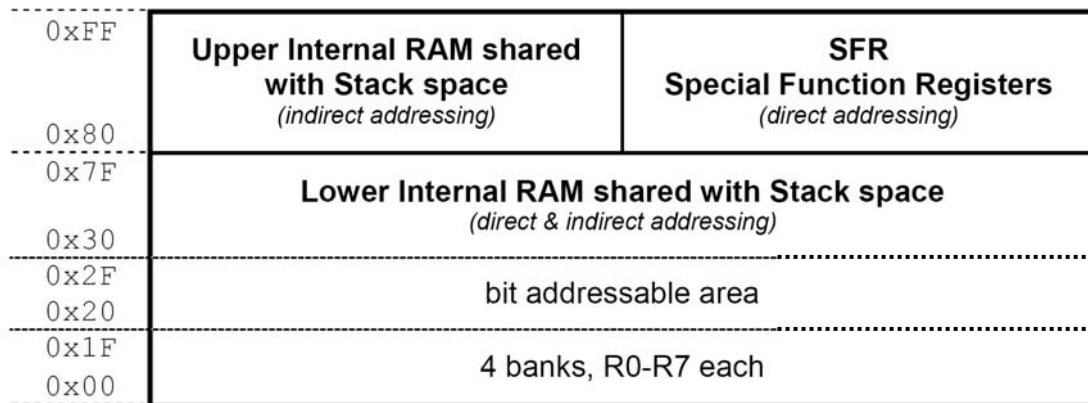 0xFF
Upper Internal RAM shared
with Stack space
(indirect addressing)
SFR
Special Function Registers
(direct addressing)
0x80
0x7F
Lower Internal RAM shared with Stack space
(direct & indirect addressing)
0x30
0x2F
bit addressable area
0x20
0x1F
4 banks, R0-R7 each
0x00